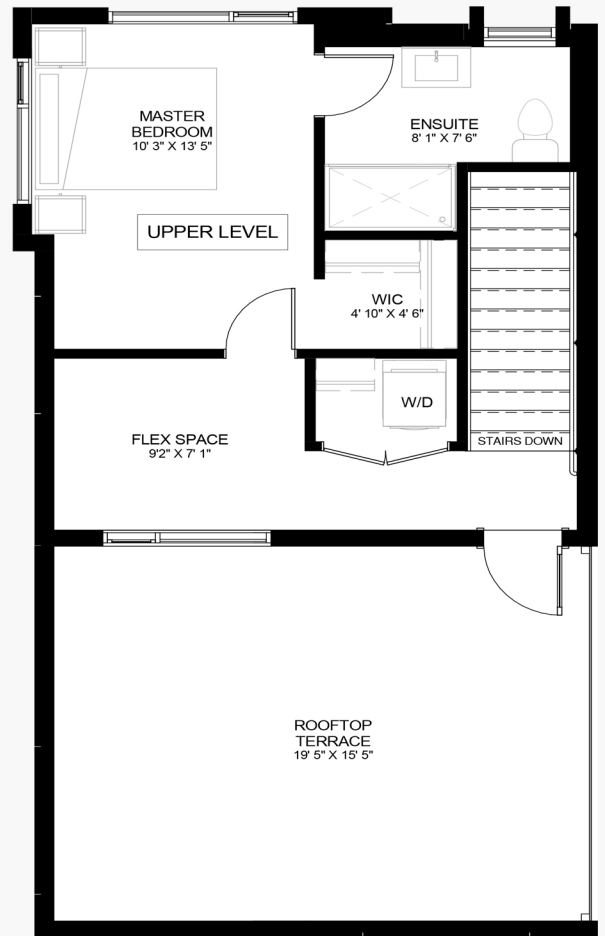 MASTER
BEDROOM
10' 3" X 13' 5"
ENSUITE
8' 1" X 7' 6"
UPPER LEVEL
WIC
4' 10" X 4' 6"
W/D
FLEX SPACE
9'2" X 7' 1"
STAIRS DOWN
ROOFTOP
TERRACE
19' 5" X 15' 5"